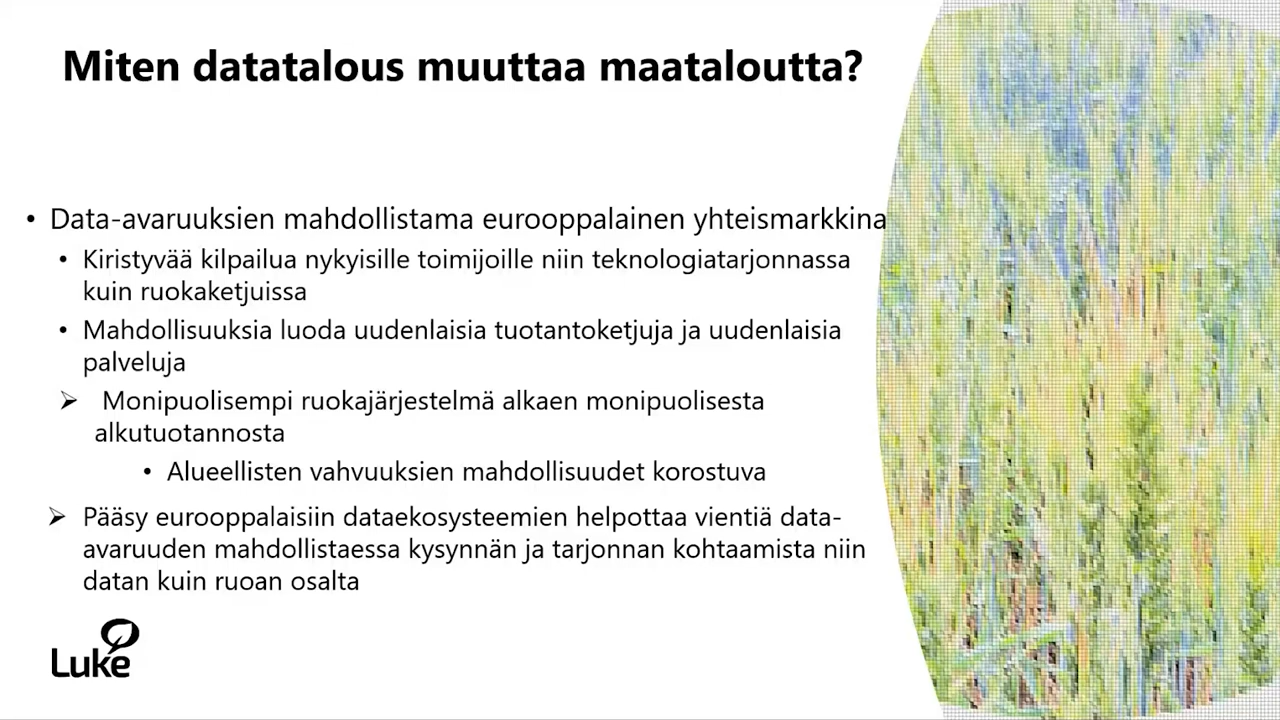 Miten datatalous muuttaa maataloutta?
• Data-avaruuksien mahdollistama eurooppalainen yhteismarkkina
• Kiristyvää kilpailua nykyisille toimijoille niin teknologiatarjonnassa
kuin ruokaketjuissa
• Mahdollisuuksia luoda uudenlaisia tuotantoketjuja ja uudenlaisia
palveluja
➢ Monipuolisempi ruokajärjestelmä alkaen monipuolisesta
alkutuotannosta
• Alueellisten vahvuuksien mahdollisuudet korostuva
➢ Pääsy eurooppalaisiin dataekosysteemien helpottaa vientiä data-
avaruuden mahdollistaessa kysynnän ja tarjonnan kohtaamista niin
datan kuin ruoan osalta
Luke